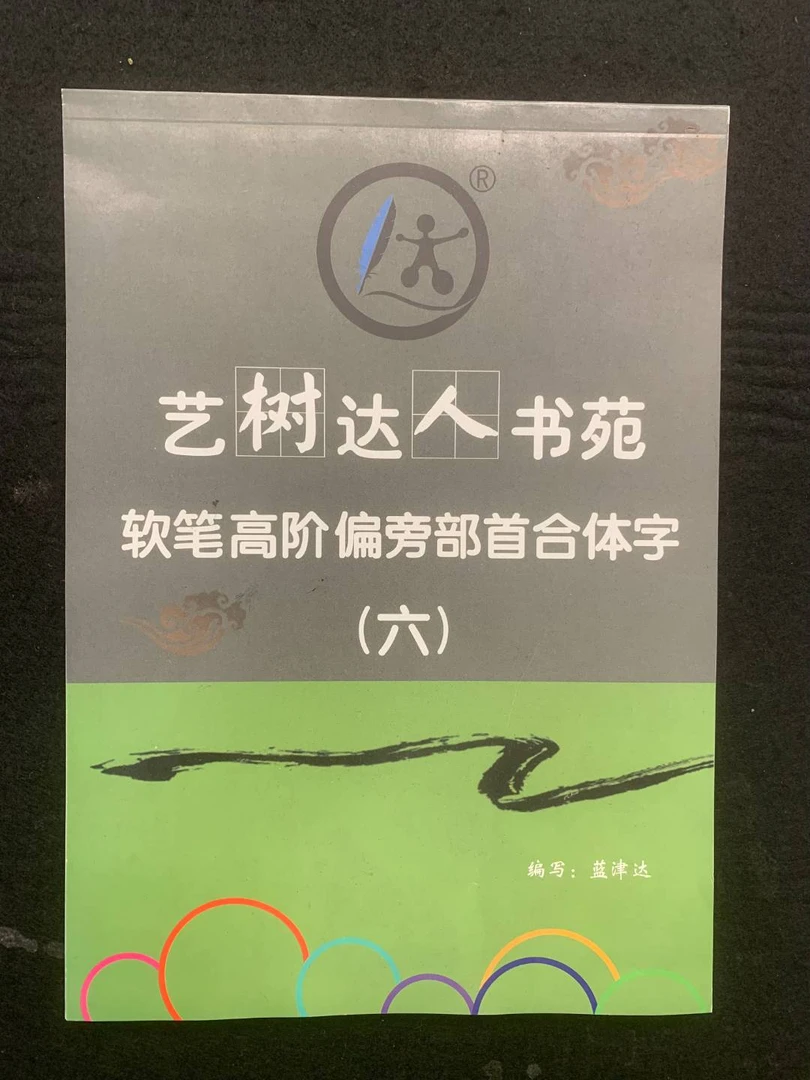 ®
艺树达人书苑
软笔高阶偏旁部首合体字
（六）
编写：蓝津达